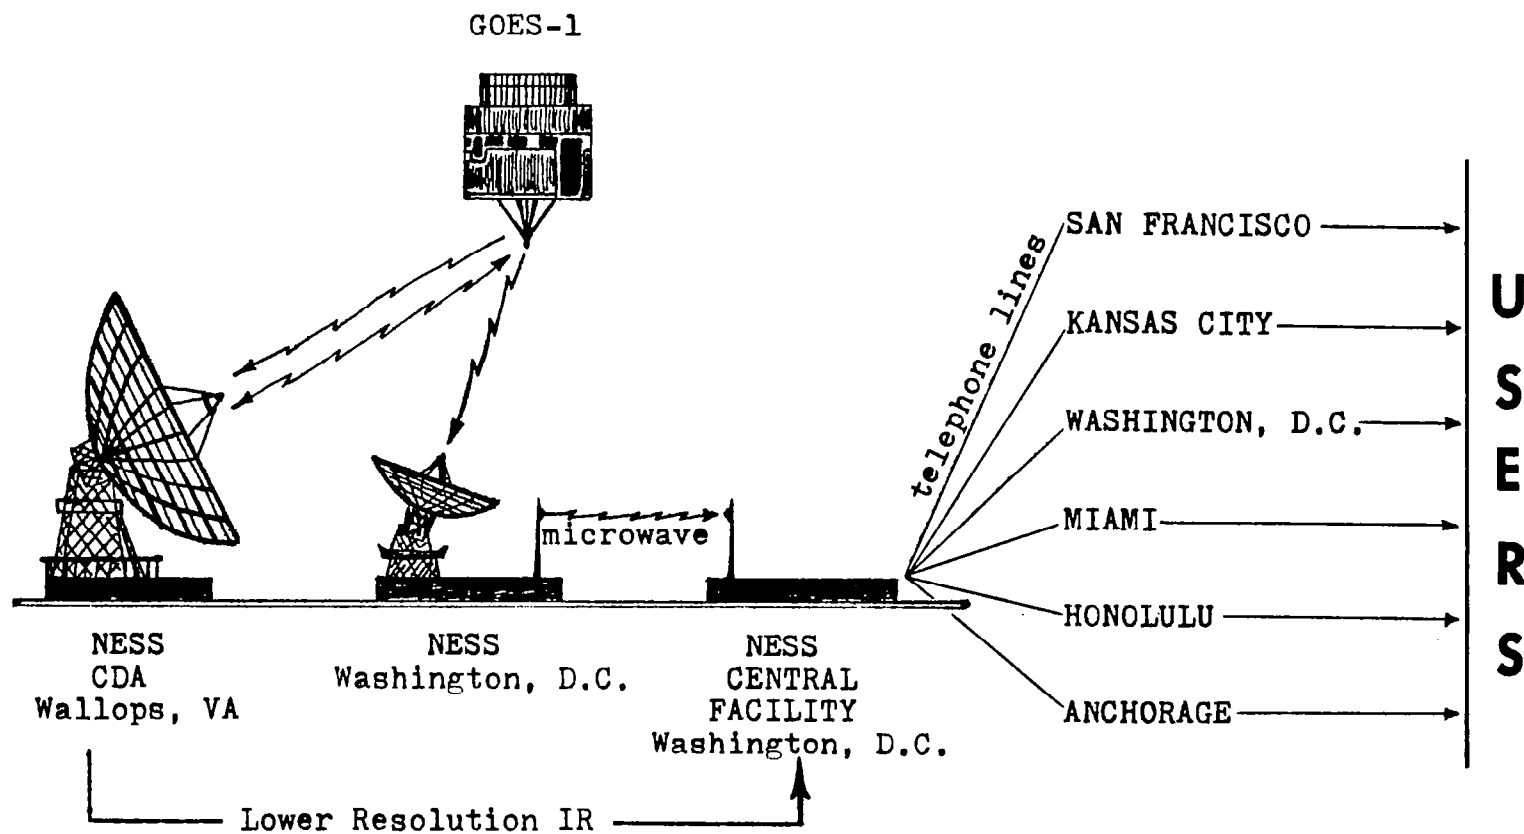 GOES-1
SAN FRANCISCO
telephone lines
KANSAS CITY
WASHINGTON, D.C.
microwave
MIAMI
HONOLULU
ANCHORAGE
USERS
NESS
CDA
Wallops, VA
NESS
Washington, D.C.
NESS
CENTRAL
FACILITY
Washington, D.C.
Lower Resolution IR